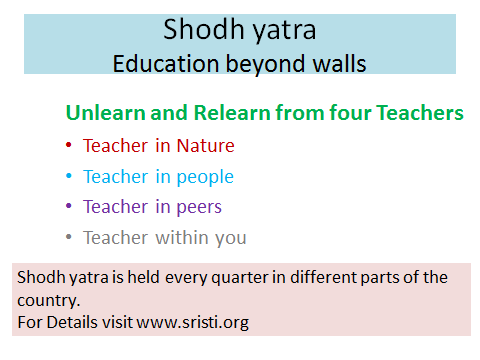 Shodh yatra
Education beyond walls
Unlearn and Relearn from four Teachers
• Teacher in Nature
• Teacher in people
• Teacher in peers
• Teacher within you
Shodh yatra is held every quarter in different parts of the
country.
For Details visit www.sristi.org